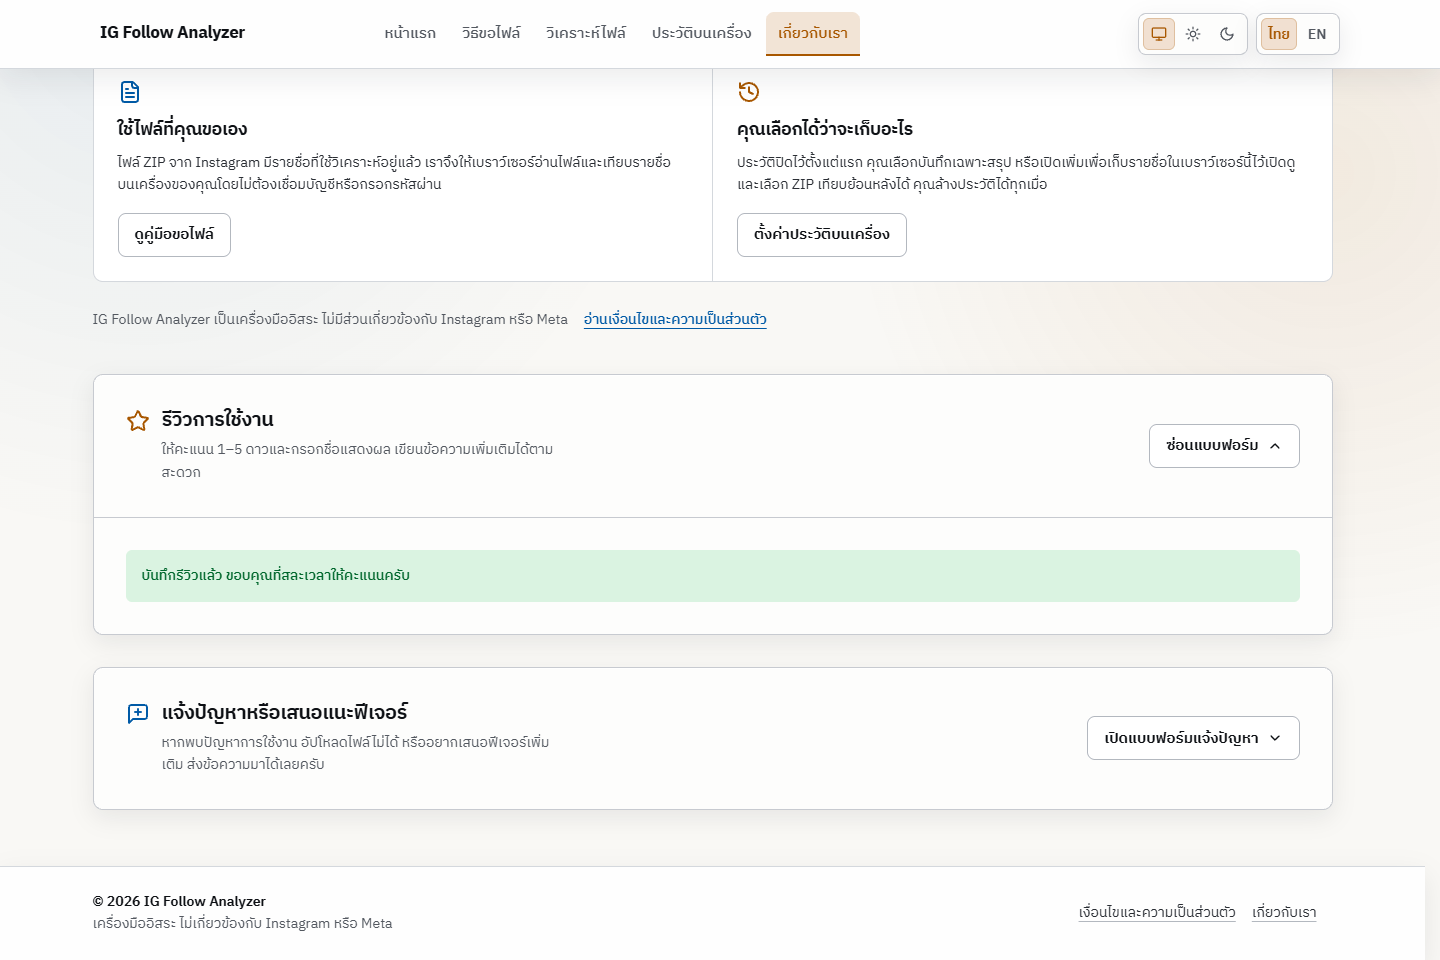 IG Follow Analyzer
หน้าแรก
วิธีขอไฟล์
วิเคราะห์ไฟล์
ประวัติบนเครื่อง
เกี่ยวกับเรา
ไทย
EN
ใช้ไฟล์ที่คุณขอเอง
ไฟล์ ZIP จาก Instagram มีรายชื่อที่ใช้วิเคราะห์อยู่แล้ว เราจึงให้เบราว์เซอร์อ่านไฟล์และเทียบรายชื่อ
บนเครื่องของคุณโดยไม่ต้องเชื่อมบัญชีหรือกรอกรหัสผ่าน
ดูคู่มือขอไฟล์
คุณเลือกได้ว่าจะเก็บอะไร
ประวัติปิดไว้ตั้งแต่แรก คุณเลือกบันทึกเฉพาะสรุป หรือเปิดเพิ่มเพื่อเก็บรายชื่อในเบราว์เซอร์นี้ไว้เปิดดู
และเลือก ZIP เทียบย้อนหลังได้ คุณล้างประวัติได้ทุกเมื่อ
ตั้งค่าประวัติบนเครื่อง
IG Follow Analyzer เป็นเครื่องมืออิสระ ไม่มีส่วนเกี่ยวข้องกับ Instagram หรือ Meta อ่านเงื่อนไขและความเป็นส่วนตัว
รีวิวการใช้งาน
ให้คะแนน 1–5 ดาวและกรอกชื่อแสดงผล เขียนข้อความเพิ่มเติมได้ตาม
สะดวก
ซ่อนแบบฟอร์ม
บันทึกรีวิวแล้ว ขอบคุณที่สละเวลาให้คะแนนครับ
แจ้งปัญหาหรือเสนอแนะฟีเจอร์
หากพบปัญหาการใช้งาน อัปโหลดไฟล์ไม่ได้ หรืออยากเสนอฟีเจอร์เพิ่ม
เติม ส่งข้อความมาได้เลยครับ
เปิดแบบฟอร์มแจ้งปัญหา
© 2026 IG Follow Analyzer
เครื่องมืออิสระ ไม่เกี่ยวข้องกับ Instagram หรือ Meta
เงื่อนไขและความเป็นส่วนตัว
เกี่ยวกับเรา